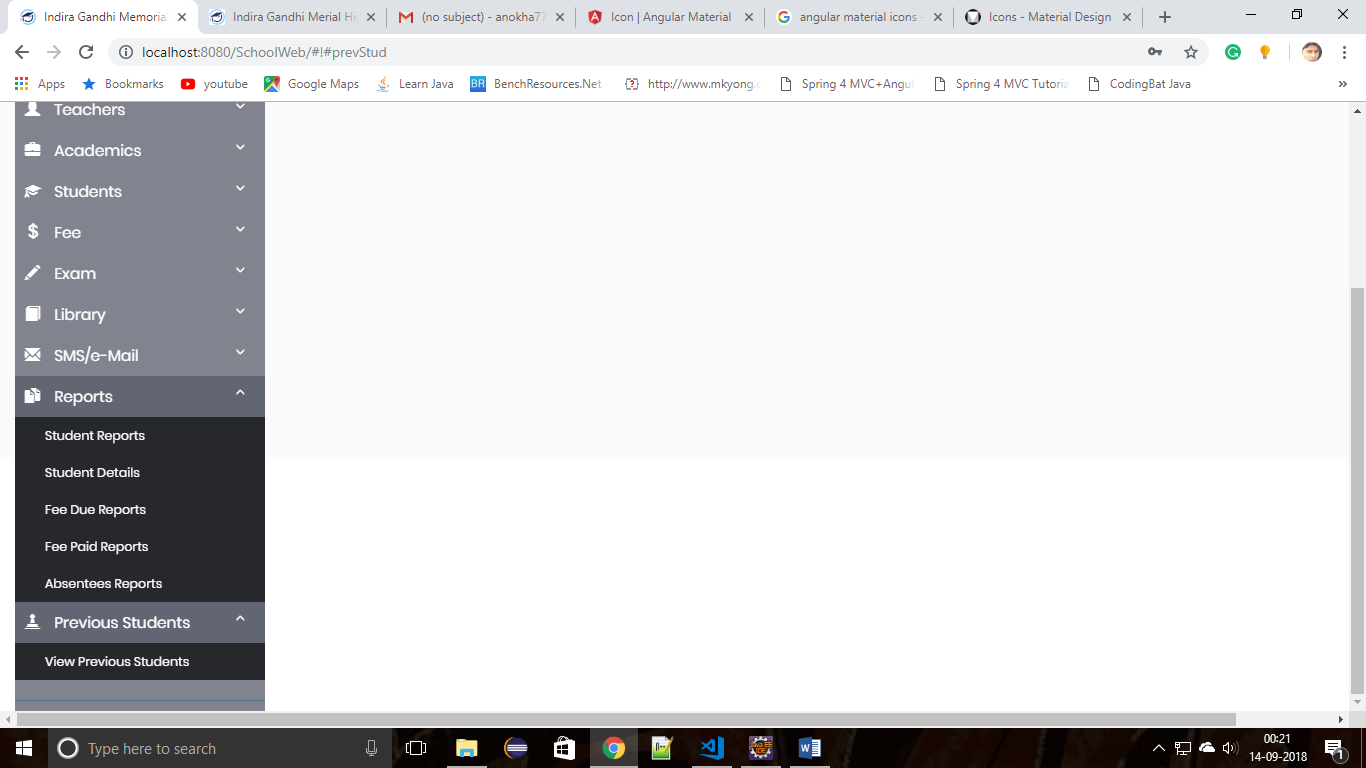 Indira Gandhi Memorial
Indira Gandhi Merial Hi
(no subject) - anokha77
Icon | Angular Material
angular material icons -
Icons - Material Design
localhost:8080/SchoolWeb/#!#prevStud
Apps
Bookmarks
youtube
Google Maps
Learn Java
BR BenchResources.Net
http://www.mkyong.c
Spring 4 MVC+Angul
Spring 4 MVC Tutoria
CodingBat Java
Teachers
Academics
Students
$ Fee
Exam
Library
SMS/e-Mail
Reports
Student Reports
Student Details
Fee Due Reports
Fee Paid Reports
Absentees Reports
Previous Students
View Previous Students
Type here to search
00:21
14-09-2018
1